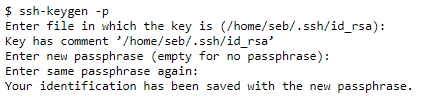 $ ssh-keygen -p
Enter file in which the key is (/home/seb/.ssh/id_rsa):
Key has comment ’/home/seb/.ssh/id_rsa’
Enter new passphrase (empty for no passphrase):
Enter same passphrase again:
Your identification has been saved with the new passphrase.